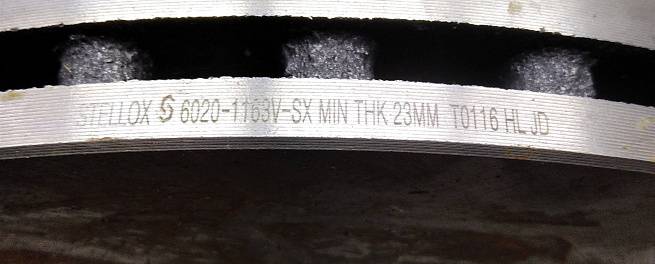 STELLOX S 6020-1163V-SX MIN THK 23MM T0116 HL JD